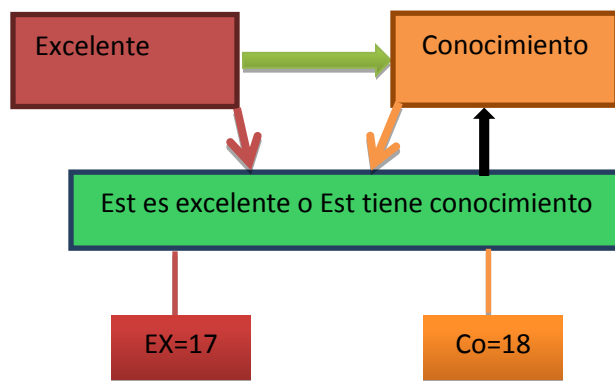 Excelente
Conocimiento
Est es excelente o Est tiene conocimiento
EX=17
Co=18